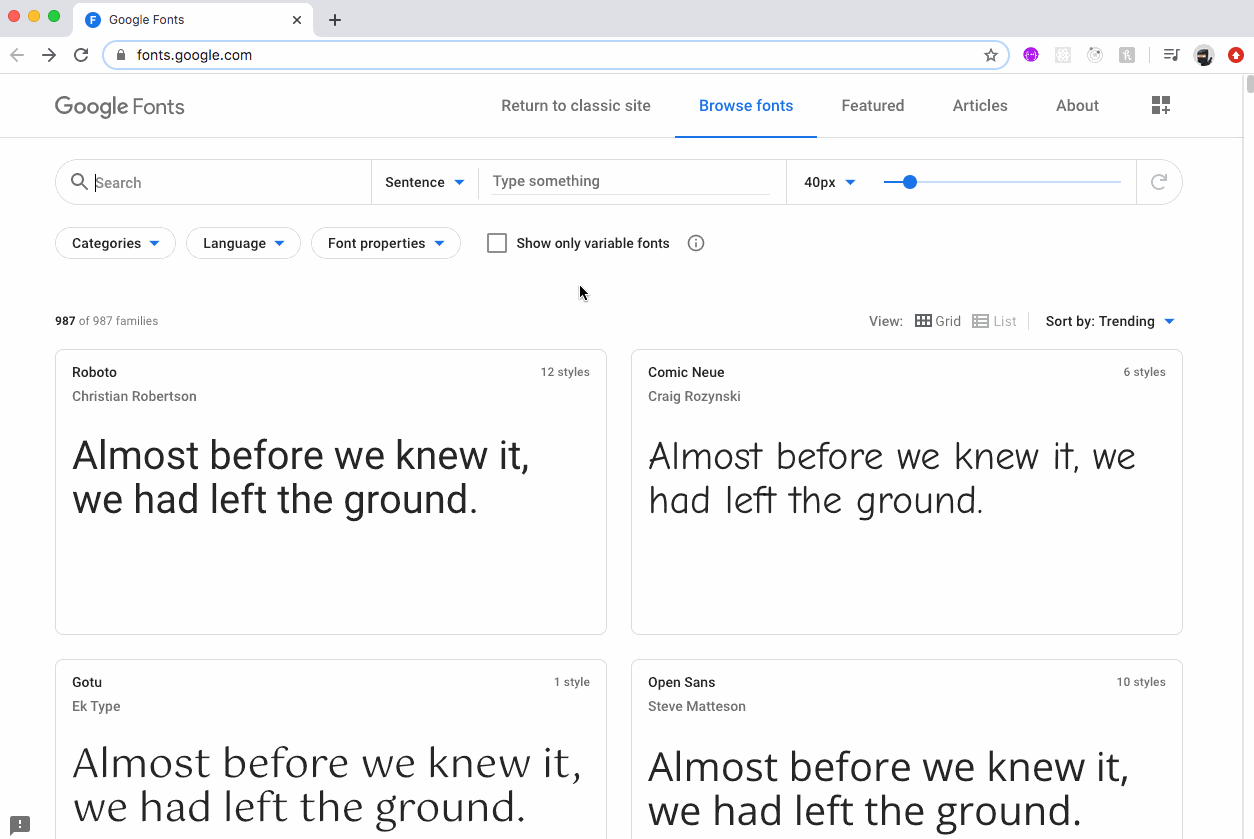 Google Fonts
fonts.google.com
Google Fonts
Return to classic site
Browse fonts
Featured
Articles
About
Search
Sentence
Type something
40px
Categories
Language
Font properties
Show only variable fonts
987 of 987 families
View:
Grid
List
Sort by: Trending
Roboto
12 styles
Christian Robertson
Almost before we knew it,
we had left the ground.
Comic Neue
6 styles
Craig Rozynski
Almost before we knew it, we
had left the ground.
Gotu
1 style
Ek Type
Almost before we knew it,
we had left the ground.
Open Sans
10 styles
Steve Matteson
Almost before we knew it,
we had left the ground.